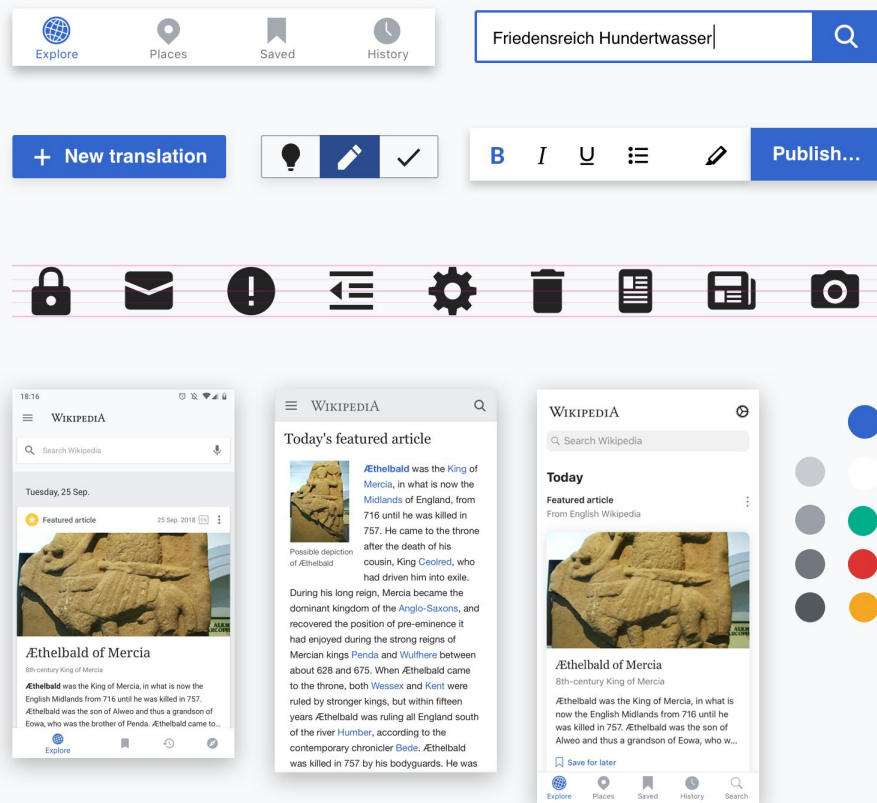 Explore
Places
Saved
History
Friedensreich Hundertwasser
+ New translation
B I U
Publish...
18:16
WIKIPEDIA
Search Wikipedia
Tuesday, 25 Sep.
Featured article
25 Sep. 2018 EN
Æthelbald of Mercia
8th-century King of Mercia
Æthelbald was the King of Mercia, in what is now the
English Midlands from 716 until he was killed in 757.
Æthelbald was the son of Alweo and thus a grandson of
Eowa, who was the brother of Penda. Æthelbald came to...
Explore
WIKIPEDIA
Today's featured article
Æthelbald was the King of
Mercia, in what is now the
Midlands of England, from
716 until he was killed in
757. He came to the throne
after the death of his
cousin, King Ceolred, who
had driven him into exile.
Possible depiction
of Æthelbald
During his long reign, Mercia became the
dominant kingdom of the Anglo-Saxons, and
recovered the position of pre-eminence it
had enjoyed during the strong reigns of
Mercian kings Penda and Wulfhere between
about 628 and 675. When Æthelbald came
to the throne, both Wessex and Kent were
ruled by stronger kings, but within fifteen
years Æthelbald was ruling all England south
of the river Humber, according to the
contemporary chronicler Bede. Æthelbald
was killed in 757 by his bodyguards. He was
WIKIPEDIA
Search Wikipedia
Today
Featured article
From English Wikipedia
Æthelbald of Mercia
8th-century King of Mercia
Æthelbald was the King of Mercia, in what is
now the English Midlands from 716 until he
was killed in 757. Æthelbald was the son of
Alweo and thus a grandson of Eowa, who w...
Save for later
Explore
Places
Saved
History
Search